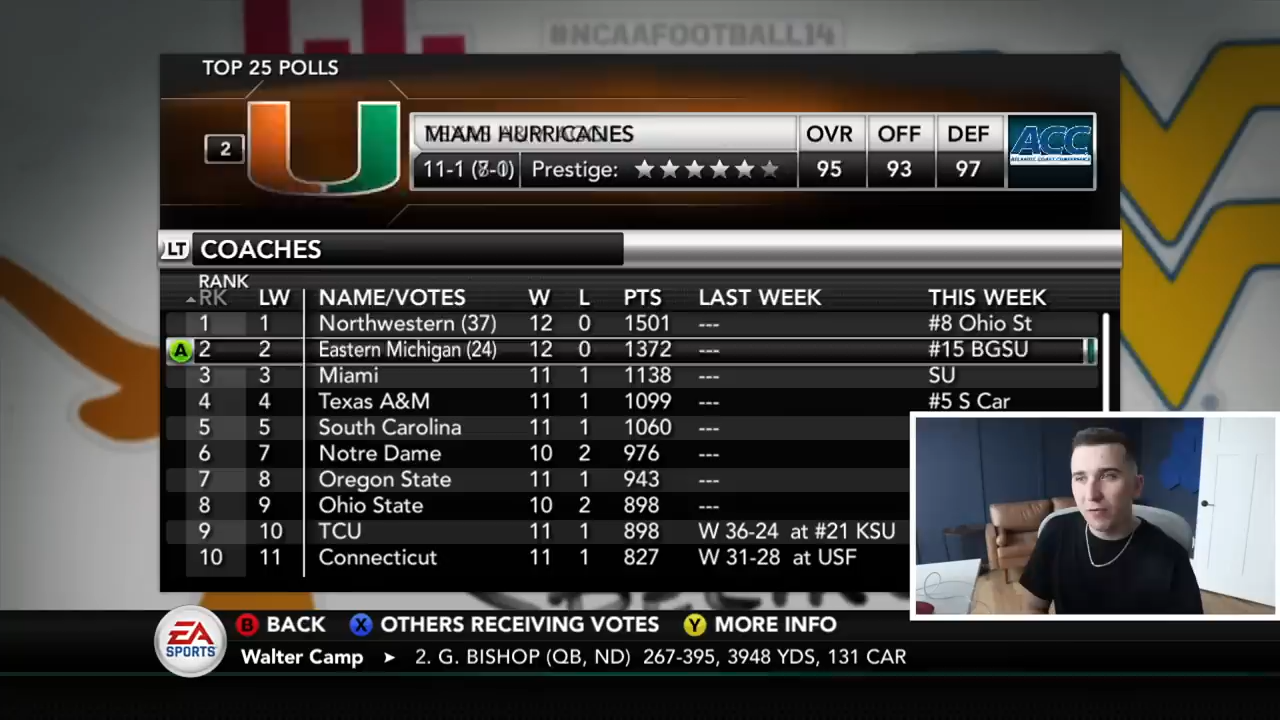 #NCAAFOOTBALL14
TOP 25 POLLS
2
MIAMI HURRICANES
OVR OFF DEF
11-1 Prestige: 95 93 97
ACC
ATLANTIC COAST CONFERENCE
LT COACHES
RANK
RK LW NAME/VOTES W L PTS LAST WEEK THIS WEEK
1 1 Northwestern (37) 12 0 1501 --- #8 Ohio St
A 2 2 Eastern Michigan (24) 12 0 1372 --- #15 BGSU
3 3 Miami 11 1 1138 --- SU
4 4 Texas A&M 11 1 1099 --- #5 S Car
5 5 South Carolina 11 1 1060 ---
6 7 Notre Dame 10 2 976 ---
7 8 Oregon State 11 1 943 ---
8 9 Ohio State 10 2 898 ---
9 10 TCU 11 1 898 W 36-24 at #21 KSU
10 11 Connecticut 11 1 827 W 31-28 at USF
B BACK X OTHERS RECEIVING VOTES Y MORE INFO
EA SPORTS
Walter Camp 2. G. BISHOP (QB, ND) 267-395, 3948 YDS, 131 CAR